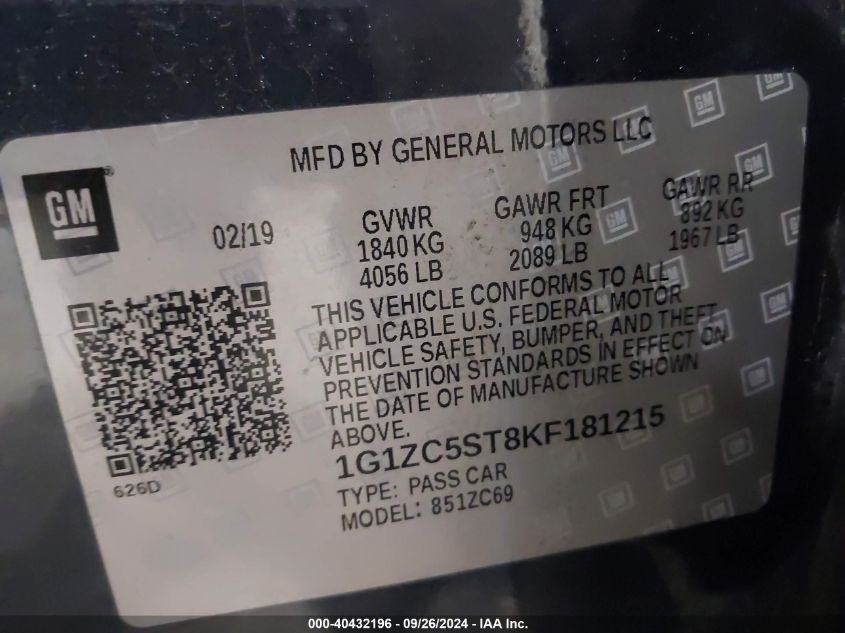 MFD BY GENERAL MOTORS LLC
GM
02/19
GVWR
1840 KG
4056 LB
GAWR FRT
948 KG
2089 LB
GAWR RR
892 KG
1967 LB
THIS VEHICLE CONFORMS TO ALL
APPLICABLE U.S. FEDERAL MOTOR
VEHICLE SAFETY, BUMPER, AND THEFT
PREVENTION STANDARDS IN EFFECT ON
THE DATE OF MANUFACTURE SHOWN
ABOVE.
1G1ZC5ST8KF181215
TYPE: PASS CAR
MODEL: 851ZC69
626D
000-40432196 - 09/26/2024 - IAA Inc.